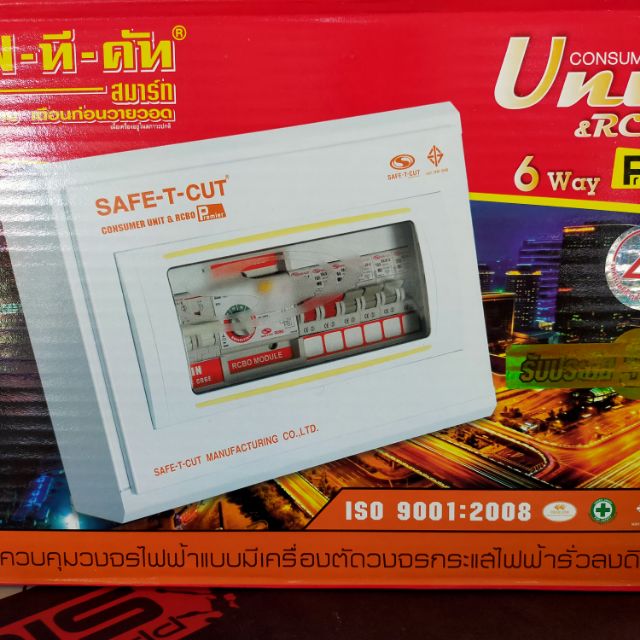 ฟ-ที-คัท®
สมาร์ท
เตือนก่อนวายวอด
CONSUM
Uni
&RC
6 Way
P
SAFE-T-CUT®
CONSUMER UNIT & RCBO Premier
SAFE-T-CUT
RCBO MODULE
SAFE-T-CUT MANUFACTURING CO.,LTD.
ISO 9001:2008
ควบคุมวงจรไฟฟ้าแบบมีเครื่องตัดวงจรกระแสไฟฟ้ารั่วลงดิ